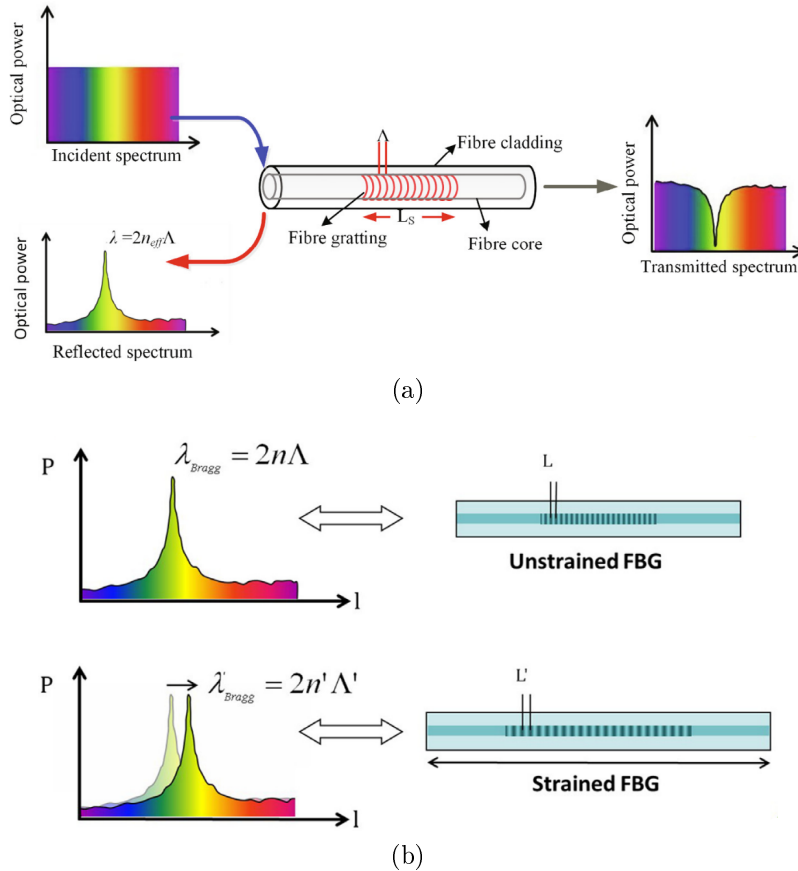 Optical power
Incident spectrum
Λ
Fibre cladding
Fibre gratting
L_S
Fibre core
Optical power
Transmitted spectrum
λ = 2n_eff Λ
Optical power
Reflected spectrum
(a)
P
λ_Bragg = 2nΛ
l
L
Unstrained FBG
P
λ'_Bragg = 2n'Λ'
l
L'
Strained FBG
(b)